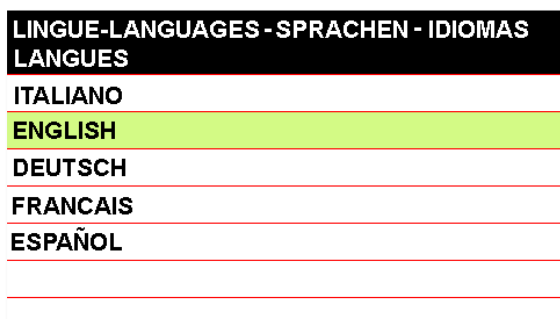 LINGUE-LANGUAGES - SPRACHEN - IDIOMAS
LANGUES
ITALIANO
ENGLISH
DEUTSCH
FRANCAIS
ESPAÑOL